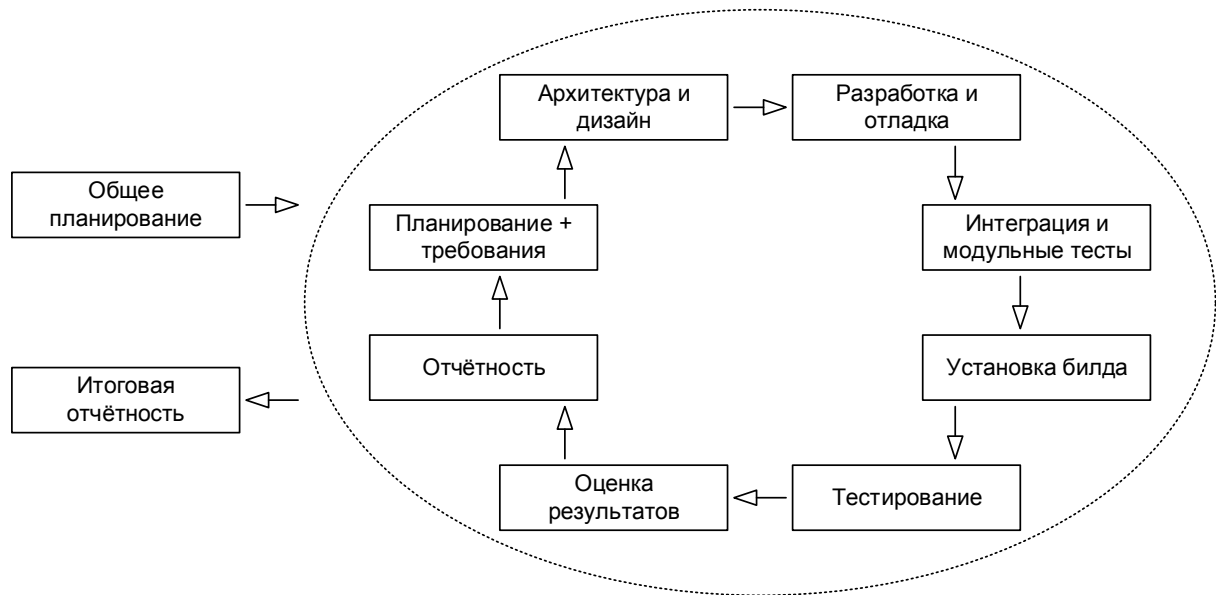 Архитектура и
дизайн
Разработка и
отладка
Общее
планирование
Планирование +
требования
Интеграция и
модульные тесты
Итоговая
отчётность
Отчётность
Установка билда
Оценка
результатов
Тестирование